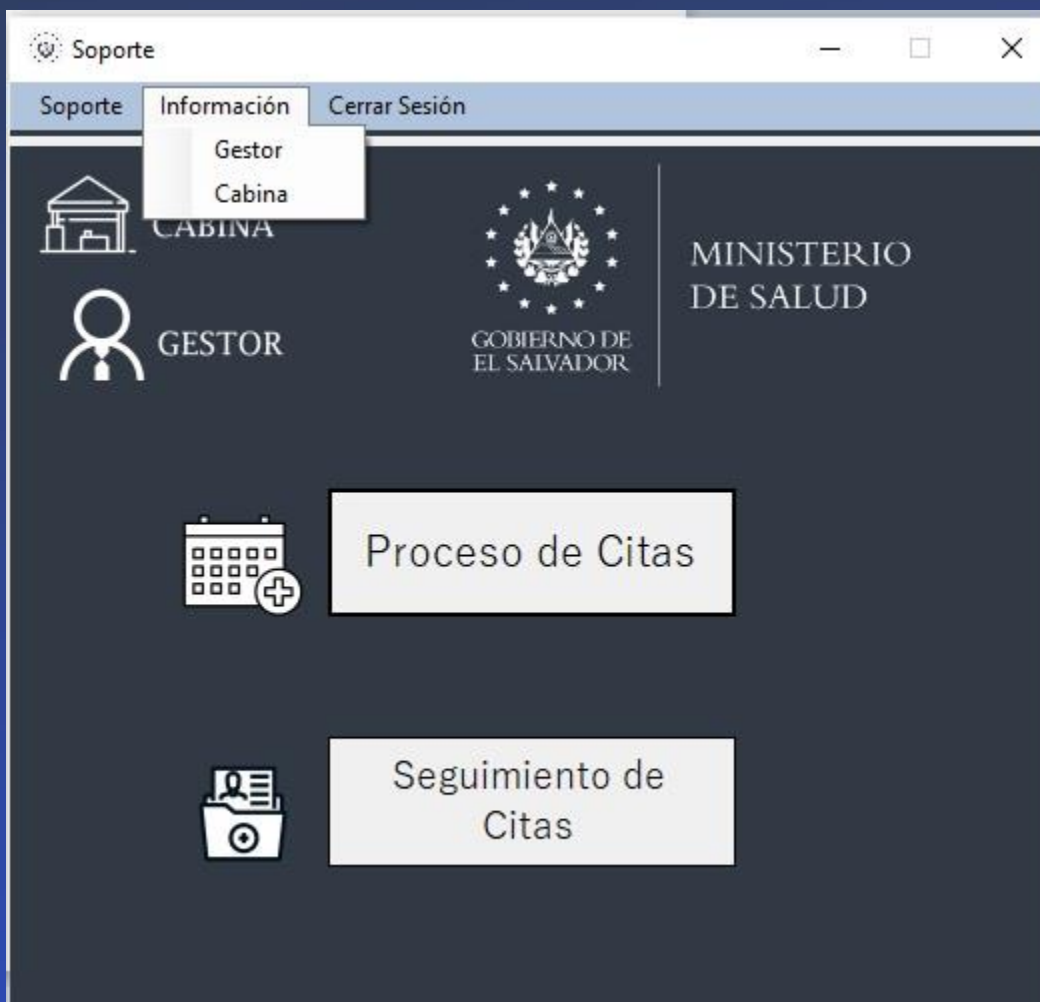 Soporte
Soporte Información Cerrar Sesión
Gestor
Cabina
CABINA
GESTOR
GOBIERNO DE
EL SALVADOR
MINISTERIO
DE SALUD
Proceso de Citas
Seguimiento de
Citas